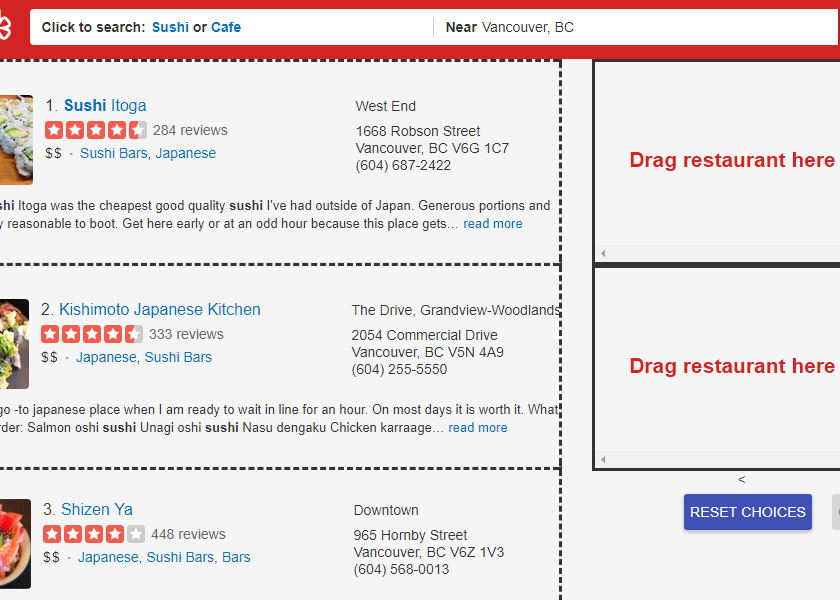 Click to search: Sushi or Cafe
Near Vancouver, BC
1. Sushi Itoga
284 reviews
$$ · Sushi Bars, Japanese
West End
1668 Robson Street
Vancouver, BC V6G 1C7
(604) 687-2422
Itoga was the cheapest good quality sushi I've had outside of Japan. Generous portions and
reasonable to boot. Get here early or at an odd hour because this place gets… read more
2. Kishimoto Japanese Kitchen
333 reviews
$$ · Japanese, Sushi Bars
The Drive, Grandview-Woodlands
2054 Commercial Drive
Vancouver, BC V5N 4A9
(604) 255-5550
go -to japanese place when I am ready to wait in line for an hour. On most days it is worth it. What
rder: Salmon oshi sushi Unagi oshi sushi Nasu dengaku Chicken karraage… read more
3. Shizen Ya
448 reviews
$$ · Japanese, Sushi Bars, Bars
Downtown
965 Hornby Street
Vancouver, BC V6Z 1V3
(604) 568-0013
Drag restaurant here
Drag restaurant here
<
RESET CHOICES